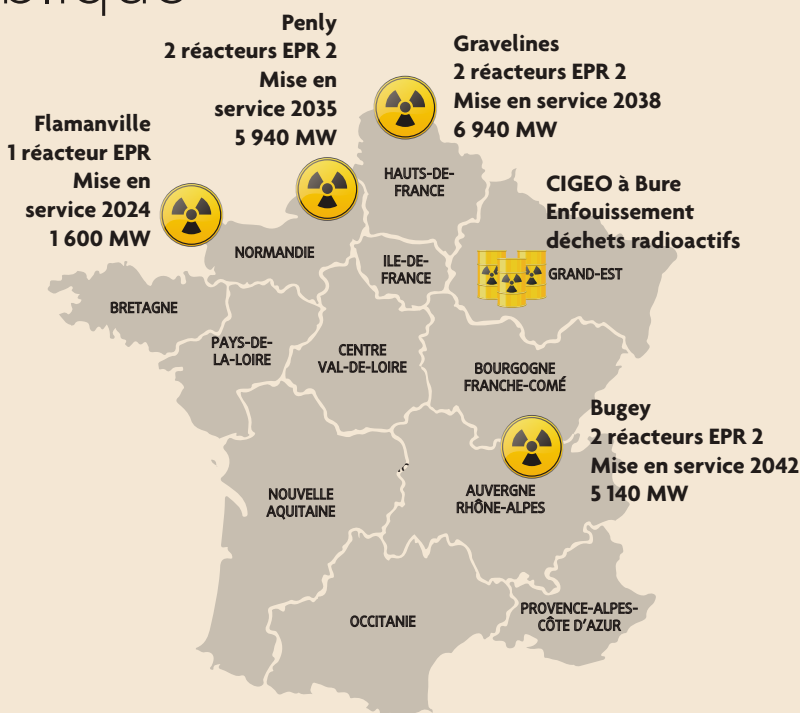 Penly
2 réacteurs EPR 2
Mise en
service 2035
5 940 MW
Gravelines
2 réacteurs EPR 2
Mise en service 2038
6 940 MW
Flamanville
1 réacteur EPR
Mise en
service 2024
1 600 MW
CIGEO à Bure
Enfouissement
déchets radioactifs
HAUTS-DE-
FRANCE
NORMANDIE
ILE-DE-
FRANCE
GRAND-EST
BRETAGNE
PAYS-DE-
LA-LOIRE
CENTRE
VAL-DE-LOIRE
BOURGOGNE
FRANCHE-COMÉ
Bugey
2 réacteurs EPR 2
Mise en service 2042
5 140 MW
NOUVELLE
AQUITAINE
AUVERGNE
RHÔNE-ALPES
OCCITANIE
PROVENCE-ALPES-
CÔTE D'AZUR